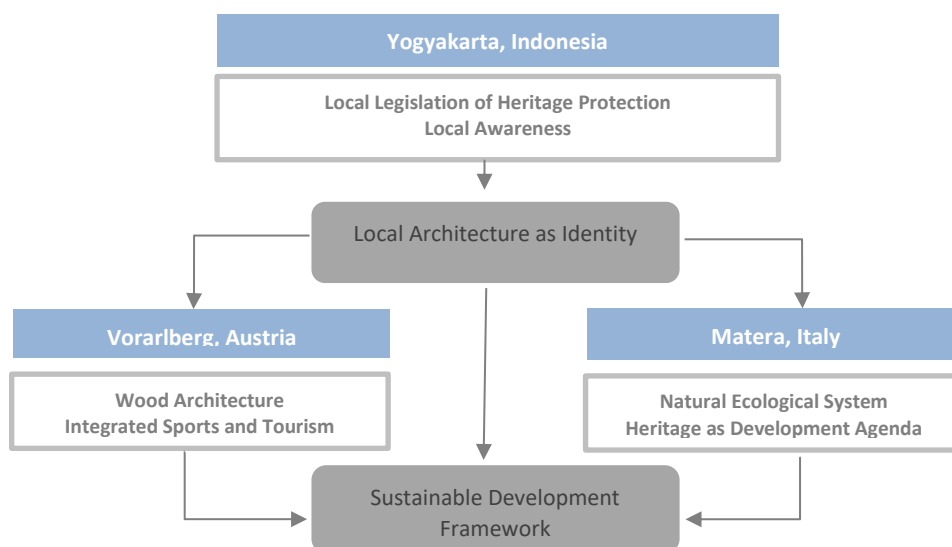 Yogyakarta, Indonesia
Local Legislation of Heritage Protection
Local Awareness
Local Architecture as Identity
Vorarlberg, Austria
Wood Architecture
Integrated Sports and Tourism
Matera, Italy
Natural Ecological System
Heritage as Development Agenda
Sustainable Development
Framework